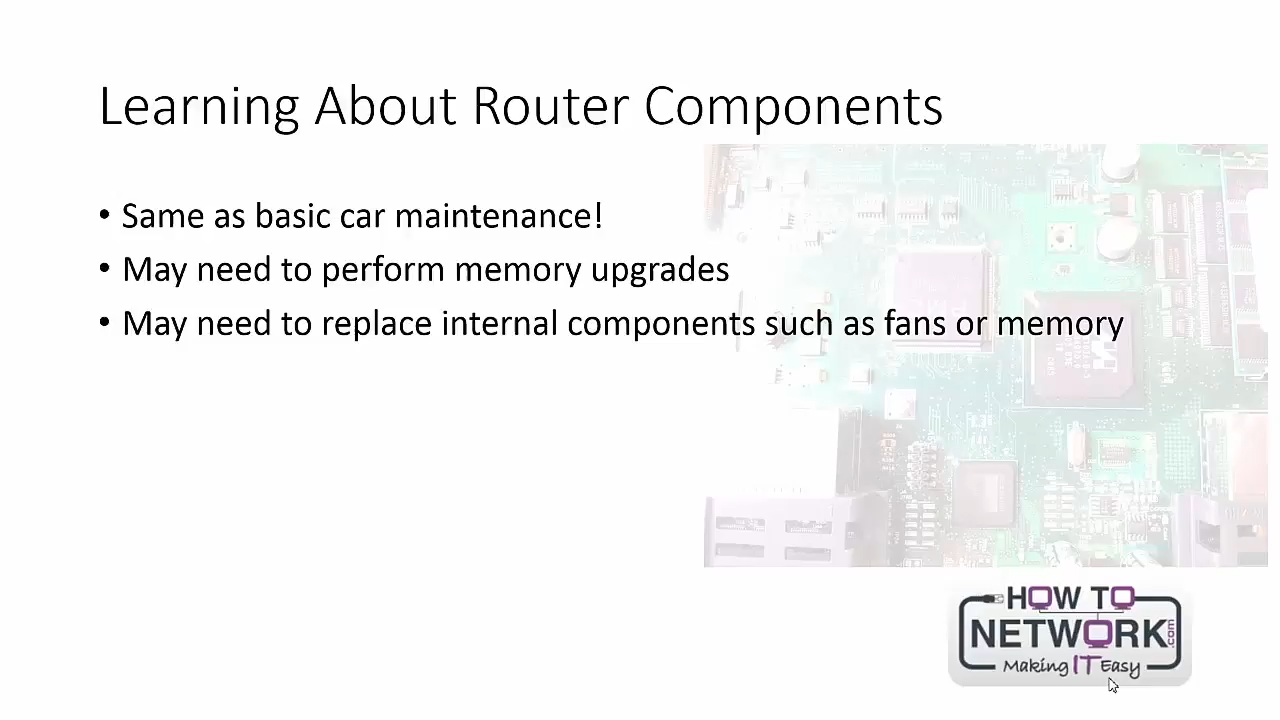 Learning About Router Components
• Same as basic car maintenance!
• May need to perform memory upgrades
• May need to replace internal components such as fans or memory
HOW TO
NETWORK.com
Making IT Easy